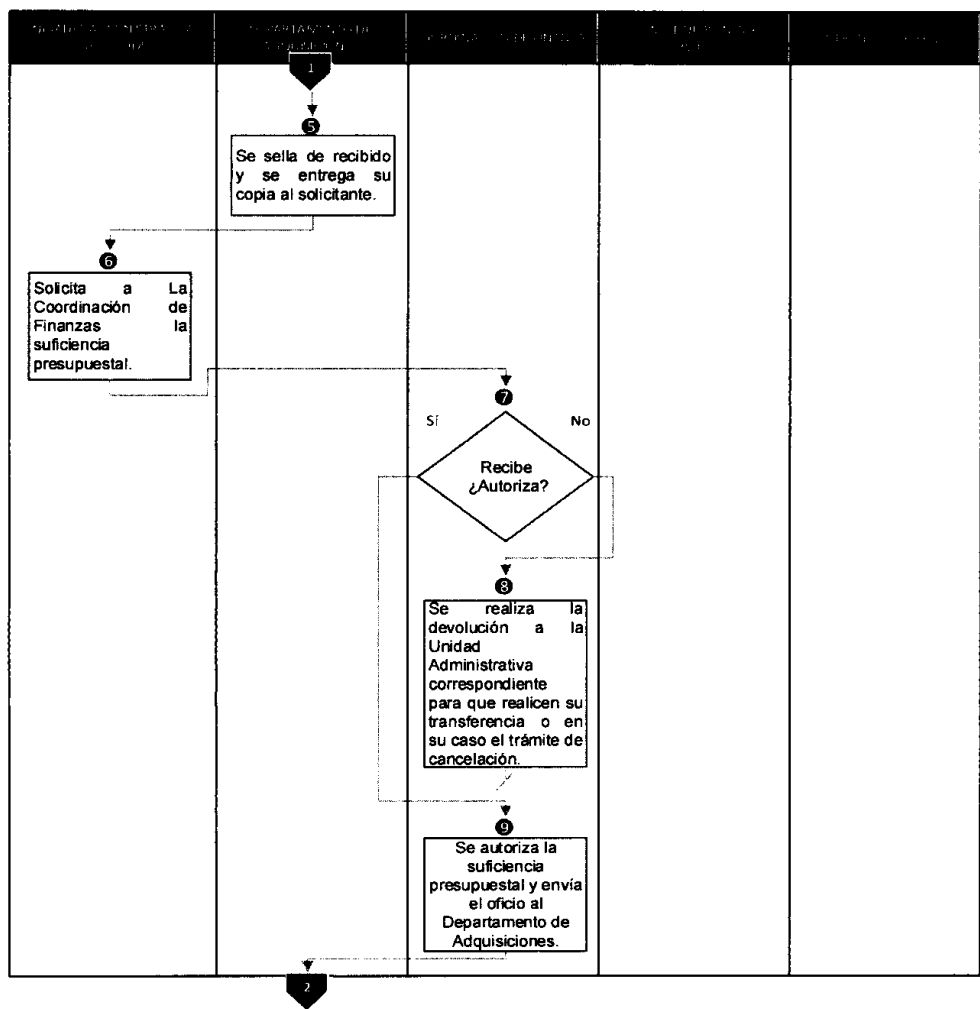 1
5
Se sella de recibido
y se entrega su
copia al solicitante.
6
Solicita a La
Coordinación de
Finanzas la
suficiencia
presupuestal.
7
Sí
No
Recibe
¿Autoriza?
8
Se realiza la
devolución a la
Unidad
Administrativa
correspondiente
para que realicen su
transferencia o en
su caso el trámite de
cancelación.
9
Se autoriza la
suficiencia
presupuestal y envía
el oficio al
Departamento de
Adquisiciones.
2